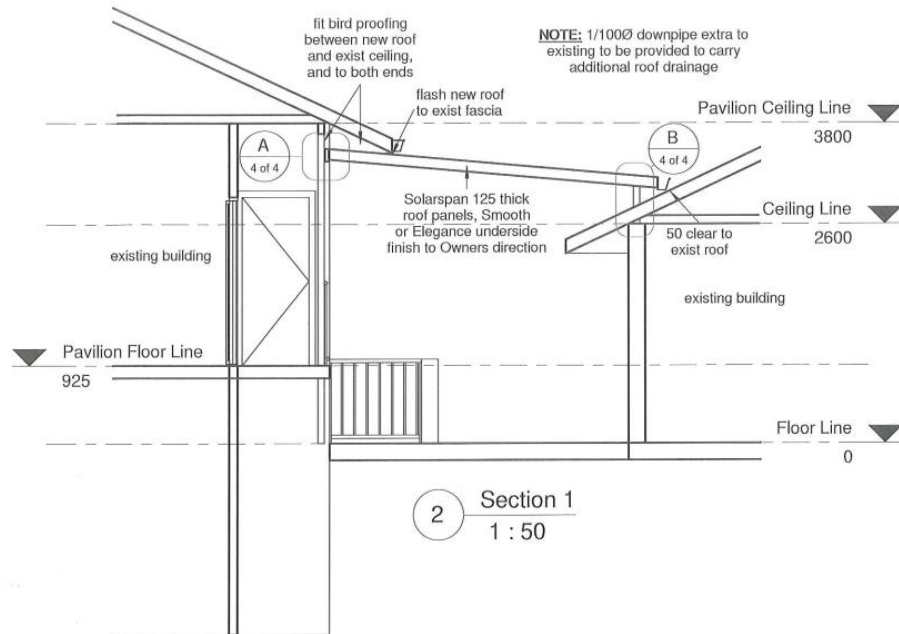 fit bird proofing
between new roof
and exist ceiling,
and to both ends
NOTE: 1/100Ø downpipe extra to
existing to be provided to carry
additional roof drainage
flash new roof
to exist fascia
Pavilion Ceiling Line
3800
A
4 of 4
B
4 of 4
Solarspan 125 thick
roof panels, Smooth
or Elegance underside
finish to Owners direction
Ceiling Line
2600
50 clear to
exist roof
existing building
existing building
Pavilion Floor Line
925
Floor Line
0
2
Section 1
1 : 50